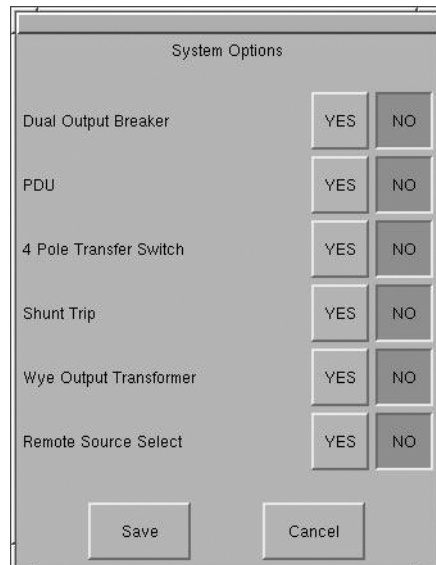 System Options
Dual Output Breaker YES NO
PDU YES NO
4 Pole Transfer Switch YES NO
Shunt Trip YES NO
Wye Output Transformer YES NO
Remote Source Select YES NO
Save Cancel